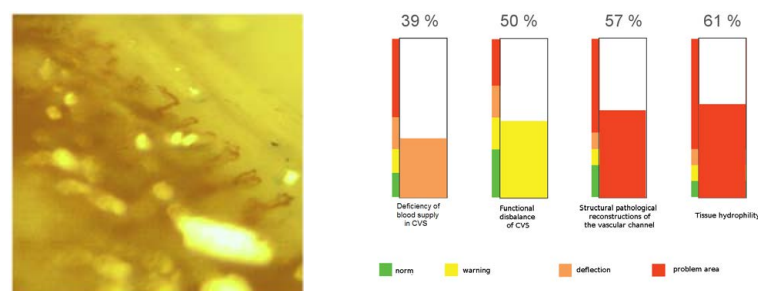 39 %
50 %
57 %
61 %
Deficiency of
blood supply
in CVS
Functional
disbalance
of CVS
Structural pathological
reconstructions of
the vascular channel
Tissue hydrophility
norm
warning
deflection
problem area